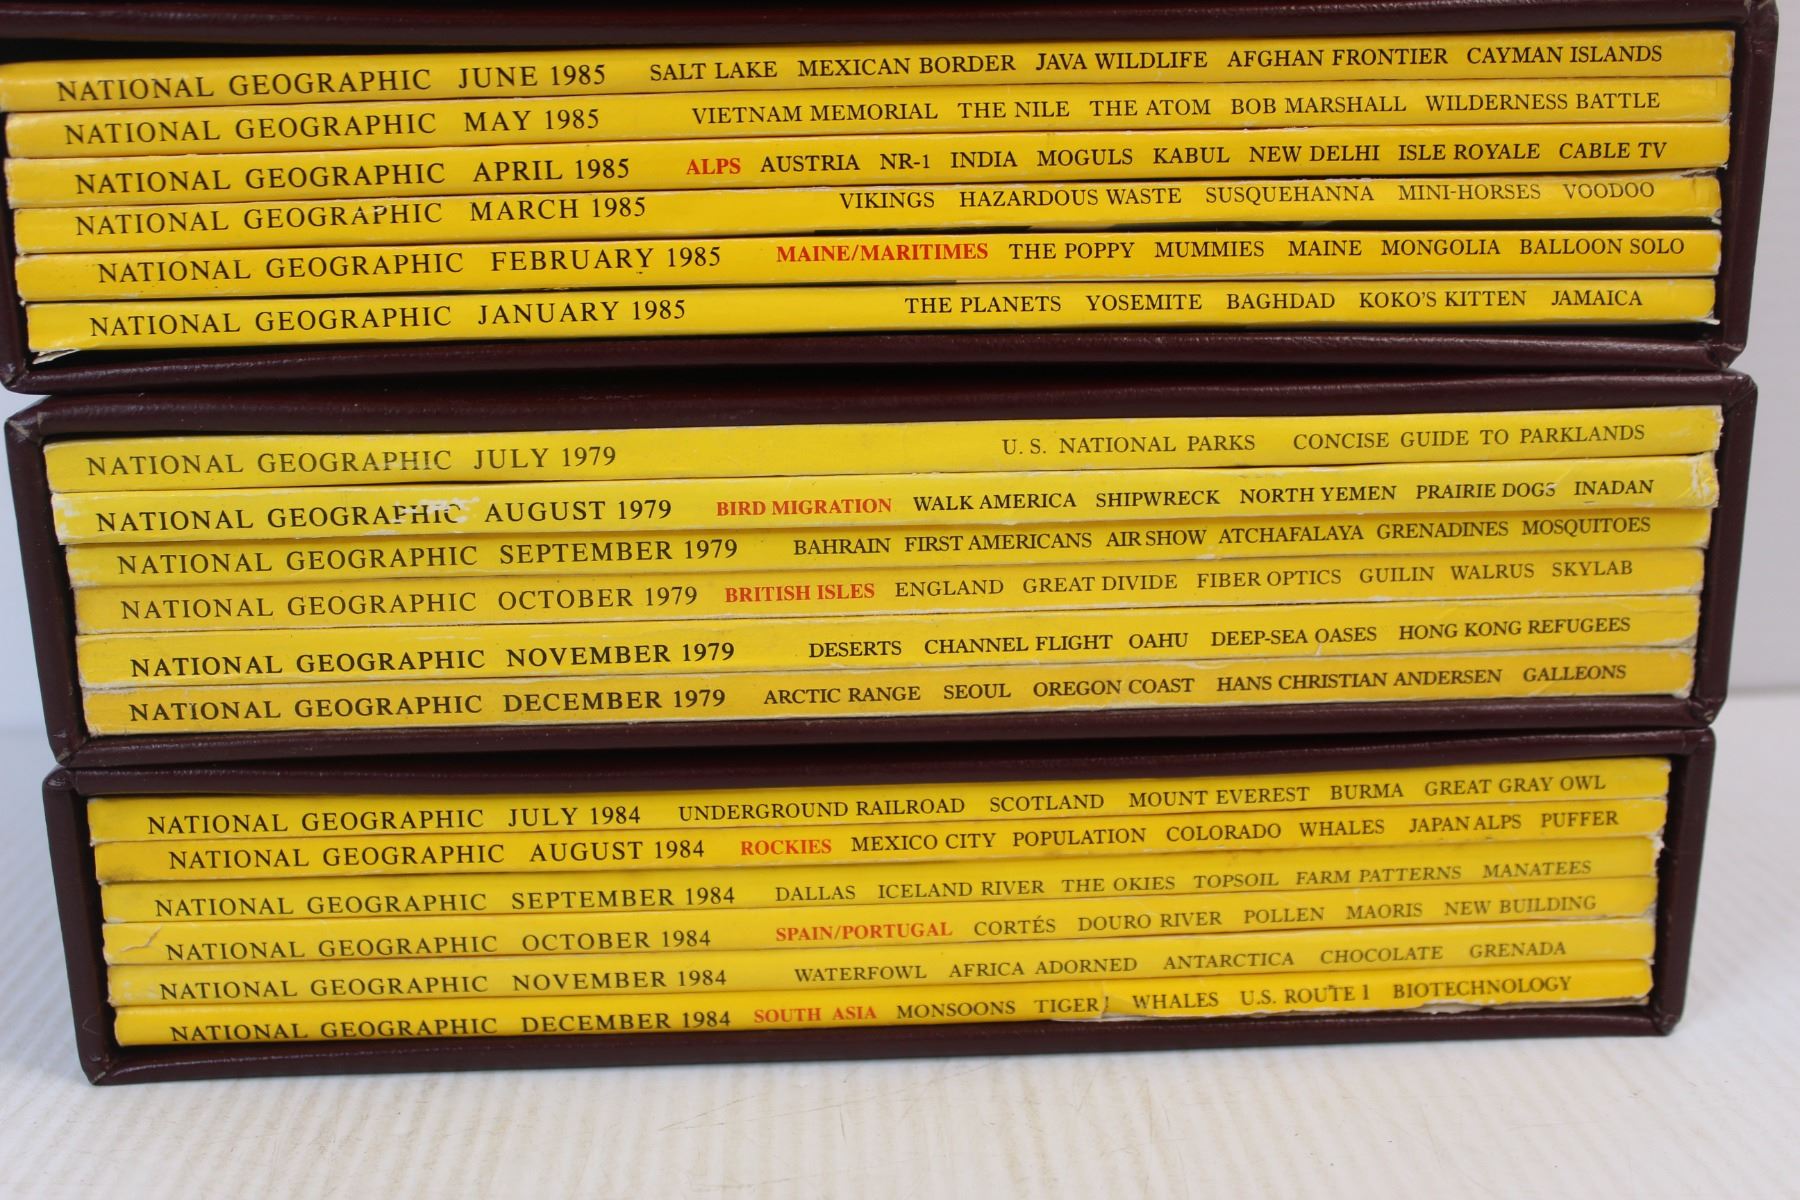 NATIONAL GEOGRAPHIC JUNE 1985 SALT LAKE MEXICAN BORDER JAVA WILDLIFE AFGHAN FRONTIER CAYMAN ISLANDS
NATIONAL GEOGRAPHIC MAY 1985 VIETNAM MEMORIAL THE NILE THE ATOM BOB MARSHALL WILDERNESS BATTLE
NATIONAL GEOGRAPHIC APRIL 1985 ALPS AUSTRIA NR-1 INDIA MOGULS KABUL NEW DELHI ISLE ROYALE CABLE TV
NATIONAL GEOGRAPHIC MARCH 1985 VIKINGS HAZARDOUS WASTE SUSQUEHANNA MINI-HORSES VOODOO
NATIONAL GEOGRAPHIC FEBRUARY 1985 MAINE/MARITIMES THE POPPY MUMMIES MAINE MONGOLIA BALLOON SOLO
NATIONAL GEOGRAPHIC JANUARY 1985 THE PLANETS YOSEMITE BAGHDAD KOKO'S KITTEN JAMAICA
NATIONAL GEOGRAPHIC JULY 1979 U. S. NATIONAL PARKS CONCISE GUIDE TO PARKLANDS
NATIONAL GEOGRAPHIC AUGUST 1979 BIRD MIGRATION WALK AMERICA SHIPWRECK NORTH YEMEN PRAIRIE DOGS INADAN
NATIONAL GEOGRAPHIC SEPTEMBER 1979 BAHRAIN FIRST AMERICANS AIR SHOW ATCHAFALAYA GRENADINES MOSQUITOES
NATIONAL GEOGRAPHIC OCTOBER 1979 BRITISH ISLES ENGLAND GREAT DIVIDE FIBER OPTICS GUILIN WALRUS SKYLAB
NATIONAL GEOGRAPHIC NOVEMBER 1979 DESERTS CHANNEL FLIGHT OAHU DEEP-SEA OASES HONG KONG REFUGEES
NATIONAL GEOGRAPHIC DECEMBER 1979 ARCTIC RANGE SEOUL OREGON COAST HANS CHRISTIAN ANDERSEN GALLEONS
NATIONAL GEOGRAPHIC JULY 1984 UNDERGROUND RAILROAD SCOTLAND MOUNT EVEREST BURMA GREAT GRAY OWL
NATIONAL GEOGRAPHIC AUGUST 1984 ROCKIES MEXICO CITY POPULATION COLORADO WHALES JAPAN ALPS PUFFER
NATIONAL GEOGRAPHIC SEPTEMBER 1984 DALLAS ICELAND RIVER THE OKIES TOPSOIL FARM PATTERNS MANATEES
NATIONAL GEOGRAPHIC OCTOBER 1984 SPAIN/PORTUGAL CORTÉS DOURO RIVER POLLEN MAORIS NEW BUILDING
NATIONAL GEOGRAPHIC NOVEMBER 1984 WATERFOWL AFRICA ADORNED ANTARCTICA CHOCOLATE GRENADA
NATIONAL GEOGRAPHIC DECEMBER 1984 SOUTH ASIA MONSOONS TIGER! WHALES U.S. ROUTE 1 BIOTECHNOLOGY